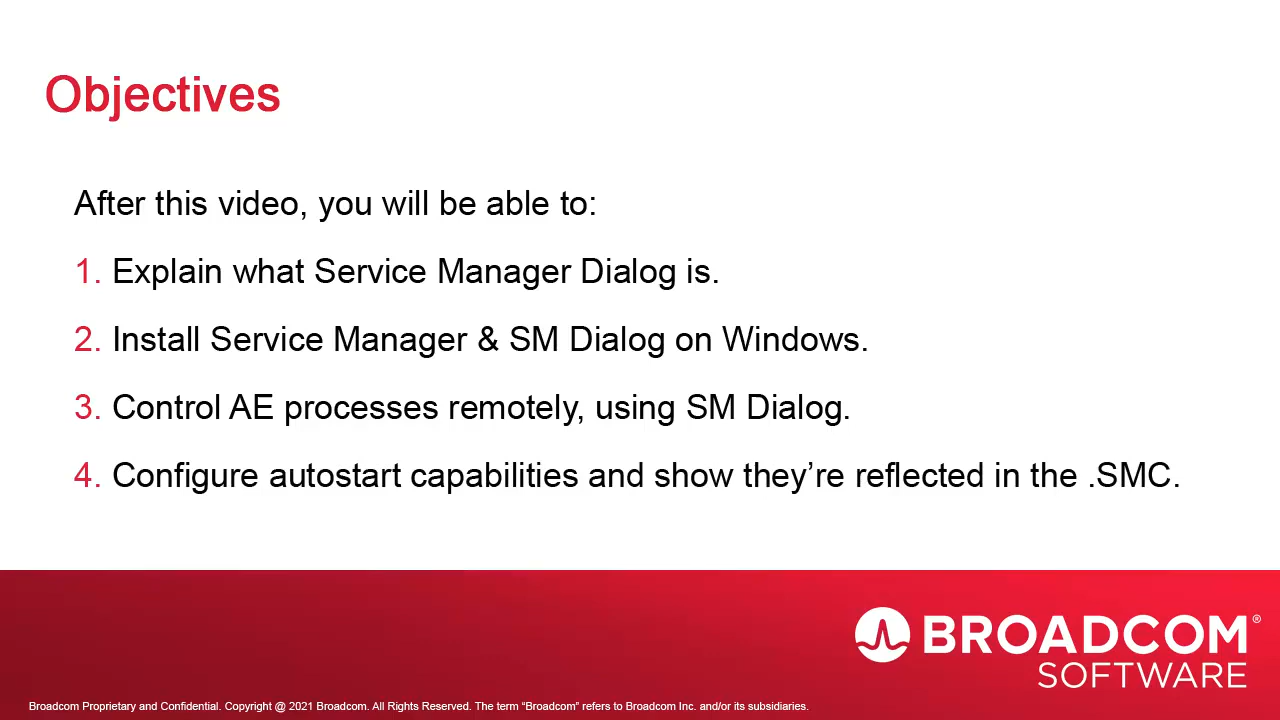 Objectives
After this video, you will be able to:
1. Explain what Service Manager Dialog is.
2. Install Service Manager & SM Dialog on Windows.
3. Control AE processes remotely, using SM Dialog.
4. Configure autostart capabilities and show they’re reflected in the .SMC.
BROADCOM®
SOFTWARE
Broadcom Proprietary and Confidential. Copyright @ 2021 Broadcom. All Rights Reserved. The term “Broadcom” refers to Broadcom Inc. and/or its subsidiaries.